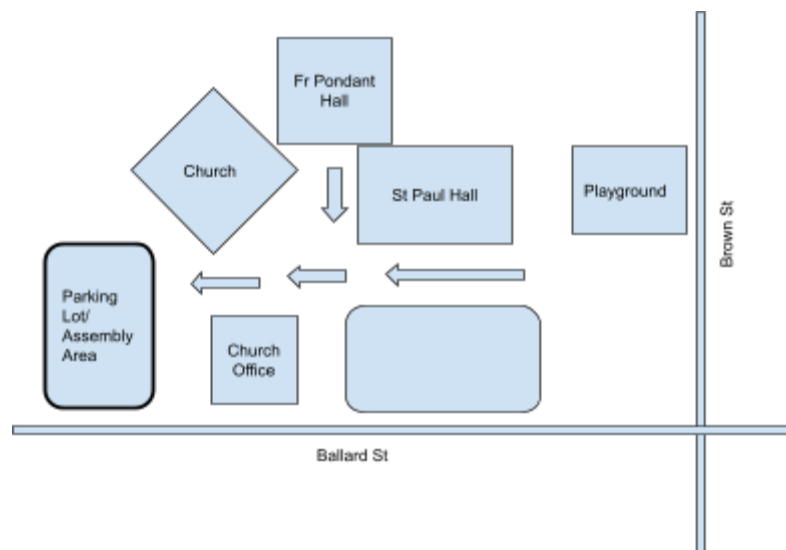 Fr Pondant
Hall
Church
St Paul Hall
Playground
Brown St
Parking
Lot/
Assembly
Area
Church
Office
Ballard St